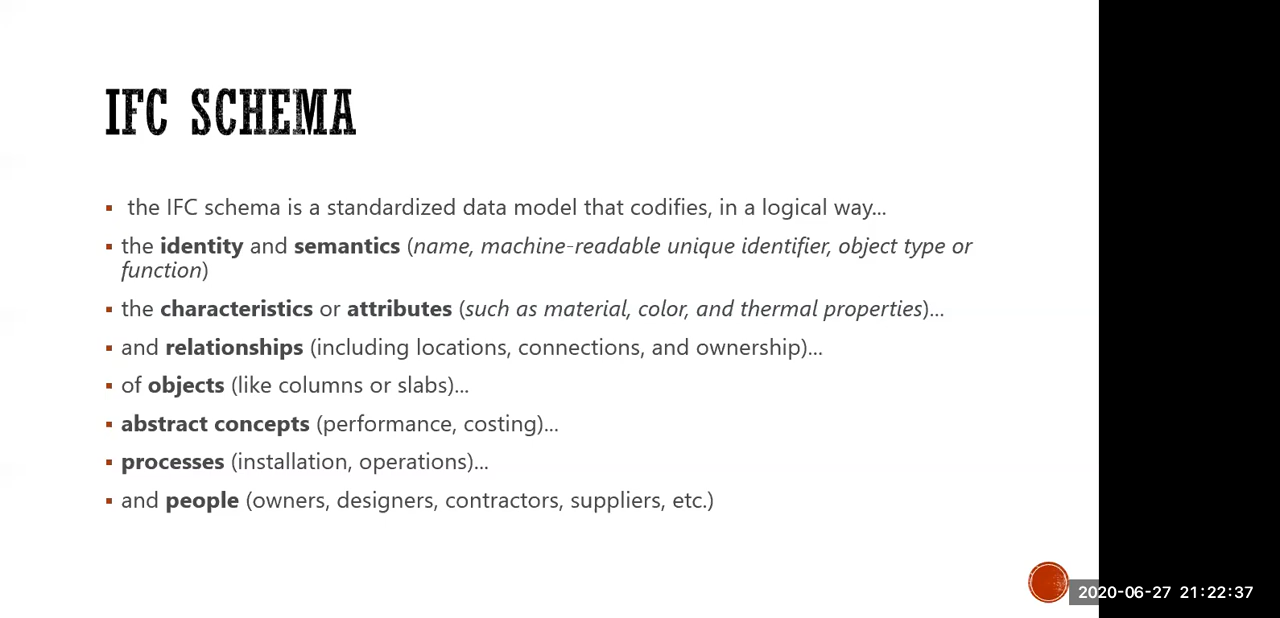 IFC SCHEMA
▪ the IFC schema is a standardized data model that codifies, in a logical way...
▪ the identity and semantics (name, machine-readable unique identifier, object type or
function)
▪ the characteristics or attributes (such as material, color, and thermal properties)...
▪ and relationships (including locations, connections, and ownership)...
▪ of objects (like columns or slabs)...
▪ abstract concepts (performance, costing)...
▪ processes (installation, operations)...
▪ and people (owners, designers, contractors, suppliers, etc.)
2020-06-27 21:22:37